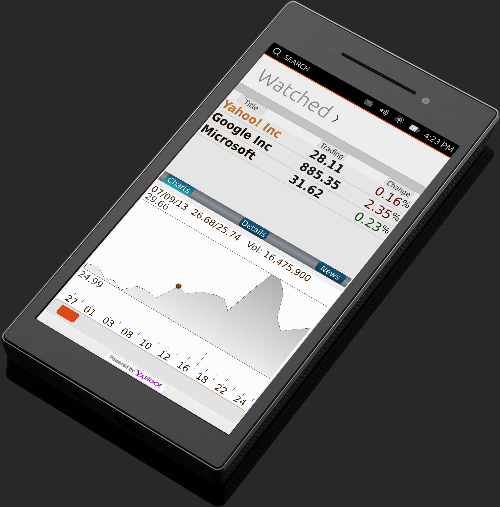 SEARCH 4:23 PM
Watched ›
Title Trading Change
Yahoo! Inc 28.11 0.16%
Google Inc 885.35 2.35%
Microsoft 31.62 0.23%
Charts Details News
07/09/13 26.68/25.74 Vol: 16,475,900
29.60
24.99
27 01 03 08 10 12 16 18 22 24
Powered by YAHOO!